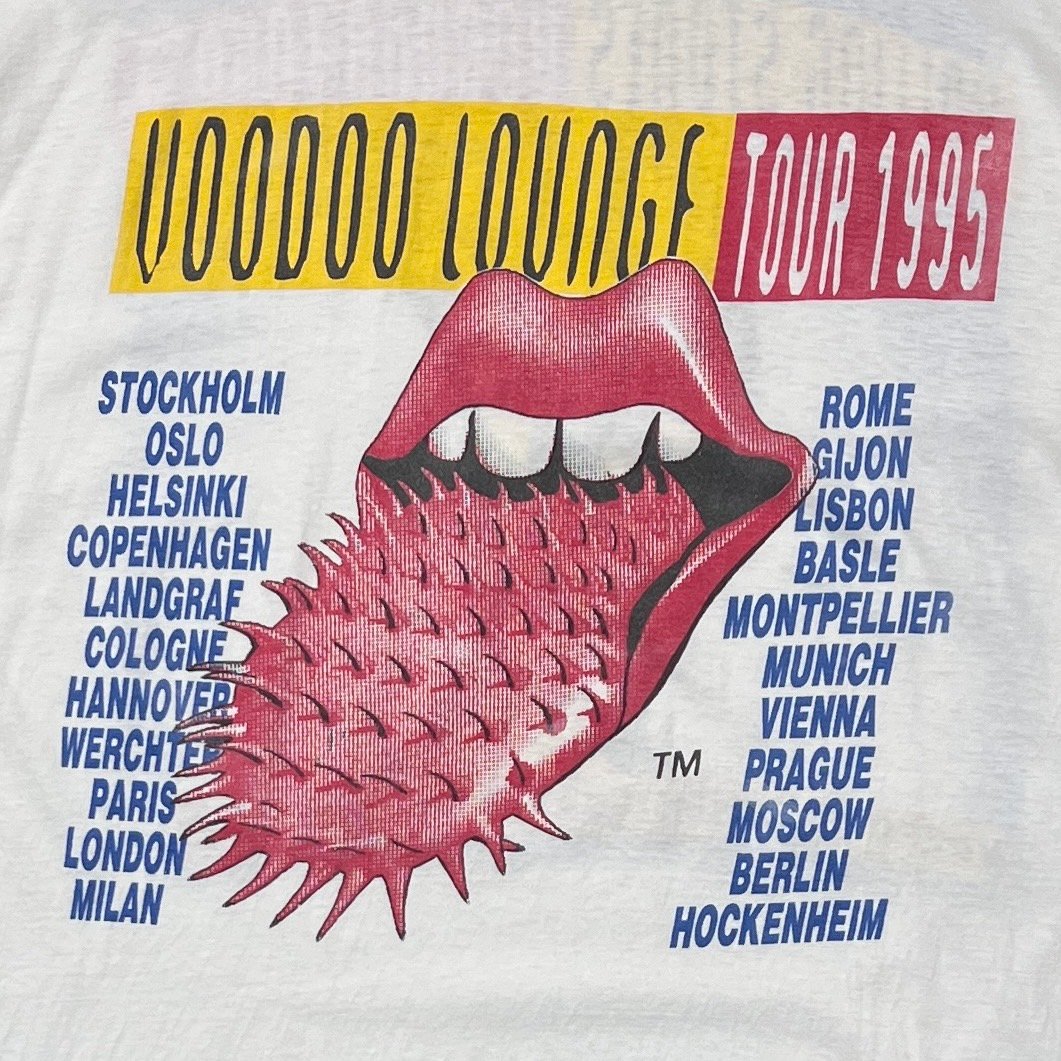 VOODOO LOUNGE TOUR 1995
STOCKHOLM
OSLO
HELSINKI
COPENHAGEN
LANDGRAF
COLOGNE
HANNOVER
WERCHTER
PARIS
LONDON
MILAN
ROME
GIJON
LISBON
BASLE
MONTPELLIER
MUNICH
VIENNA
PRAGUE
MOSCOW
BERLIN
HOCKENHEIM
TM